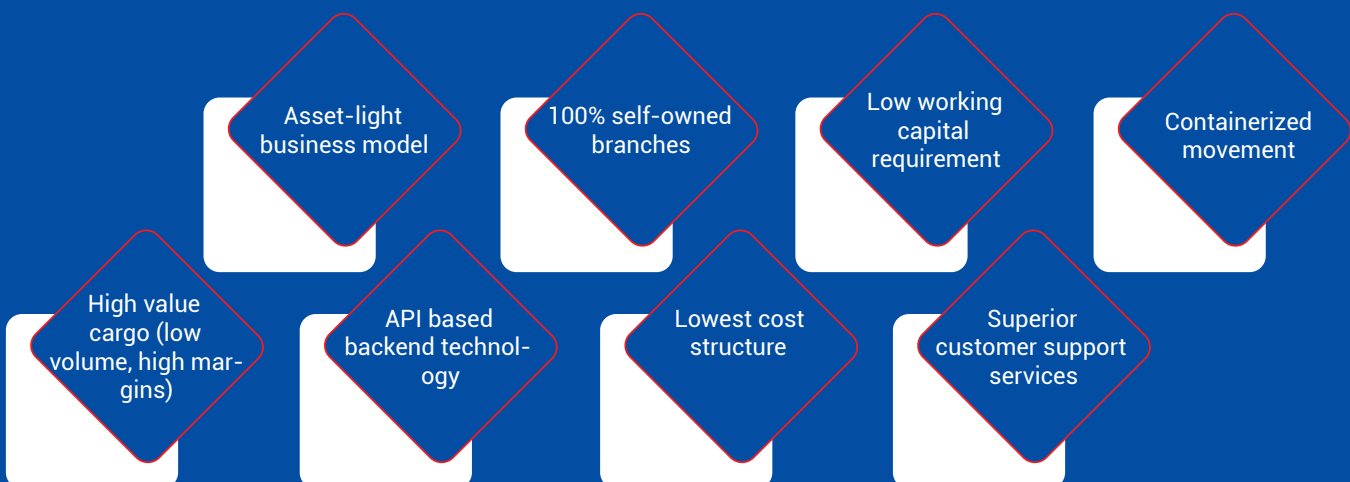 Asset-light
business model
100% self-owned
branches
Low working
capital
requirement
Containerized
movement
High value
cargo (low
volume, high mar-
gins)
API based
backend technol-
ogy
Lowest cost
structure
Superior
customer support
services